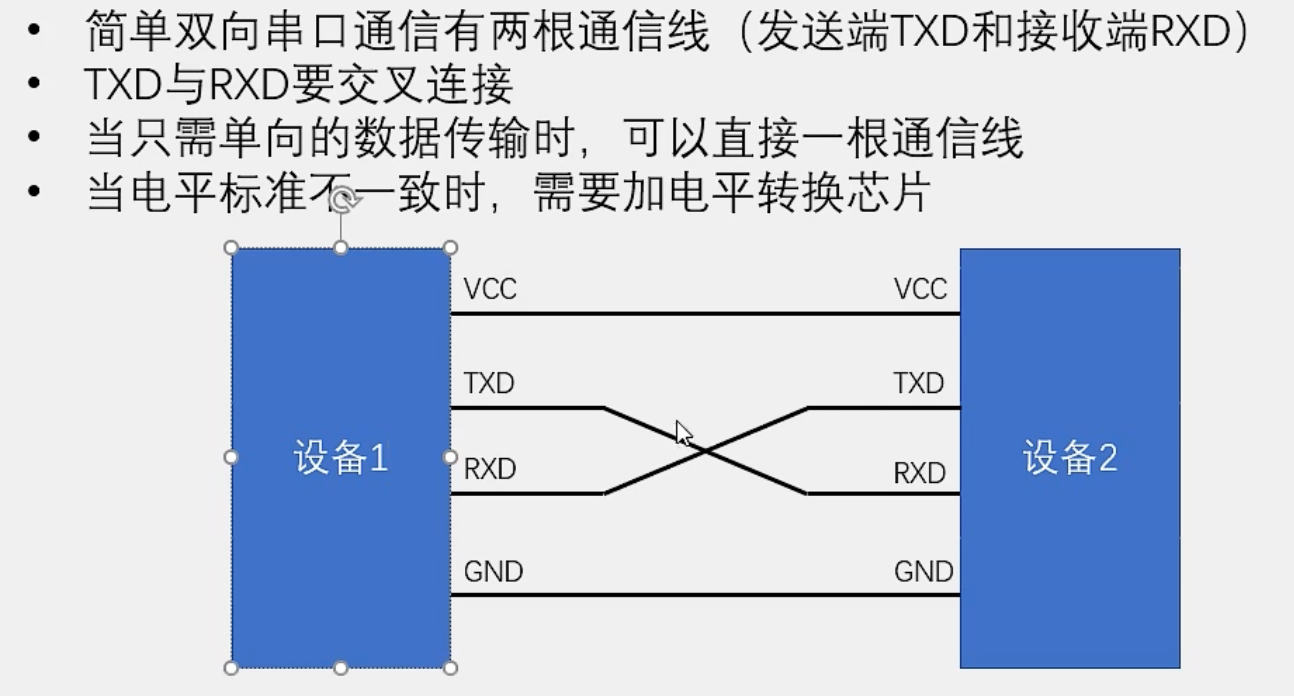 • 简单双向串口通信有两根通信线（发送端TXD和接收端RXD）
• TXD与RXD要交叉连接
• 当只需单向的数据传输时，可以直接一根通信线
• 当电平标准不一致时，需要加电平转换芯片
VCC
VCC
TXD
TXD
设备1
设备2
RXD
RXD
GND
GND